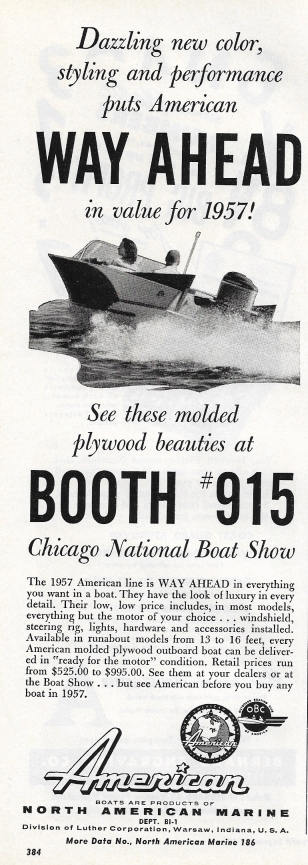 Dazzling new color,
styling and performance
puts American
WAY AHEAD
in value for 1957!
See these molded
plywood beauties at
BOOTH #915
Chicago National Boat Show
The 1957 American line is WAY AHEAD in everything
you want in a boat. They have the look of luxury in every
detail. Their low, low price includes, in most models,
everything but the motor of your choice . . . windshield,
steering rig, lights, hardware and accessories installed.
Available in runabout models from 13 to 16 feet, every
American molded plywood outboard boat can be deliver-
ed in "ready for the motor" condition. Retail prices run
from $525.00 to $995.00. See them at your dealers or at
the Boat Show . . . but see American before you buy any
boat in 1957.
American
OBC
American
BOATS ARE PRODUCTS OF
NORTH AMERICAN MARINE
DEPT. BI-1
Division of Luther Corporation, Warsaw, Indiana, U. S. A.
More Data No., North American Marine 186
384